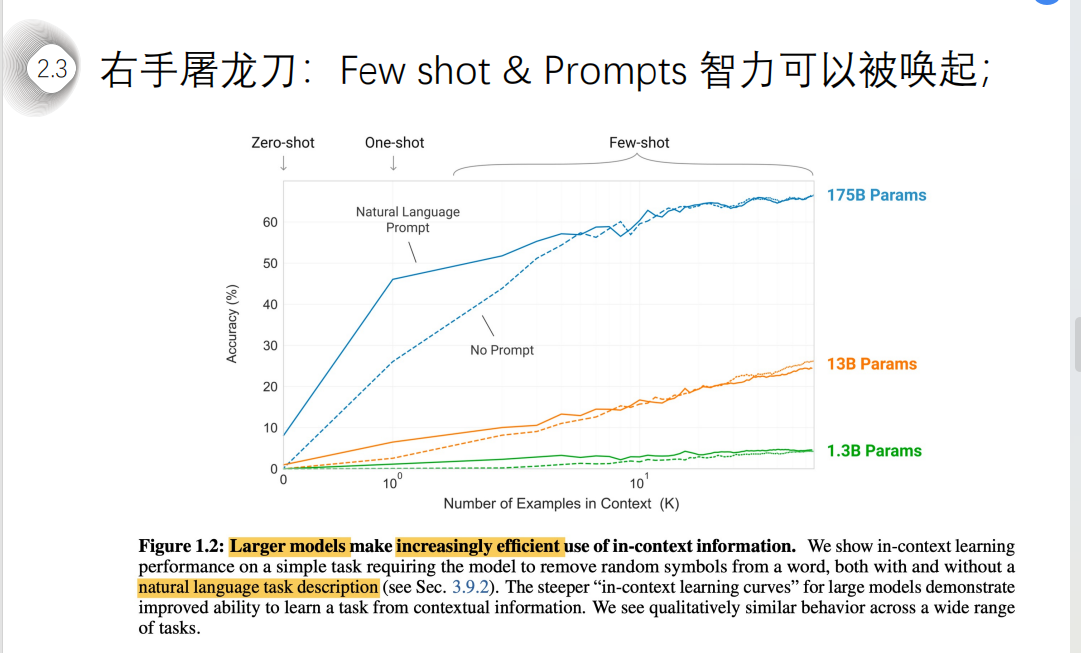 2.3
右手屠龙刀：Few shot & Prompts 智力可以被唤起；
Zero-shot
One-shot
Few-shot
175B Params
Natural Language
Prompt
No Prompt
13B Params
1.3B Params
Accuracy (%)
60
50
40
30
20
10
0
0
10⁰
10¹
Number of Examples in Context (K)
Figure 1.2: Larger models make increasingly efficient use of in-context information. We show in-context learning
performance on a simple task requiring the model to remove random symbols from a word, both with and without a
natural language task description (see Sec. 3.9.2). The steeper “in-context learning curves” for large models demonstrate
improved ability to learn a task from contextual information. We see qualitatively similar behavior across a wide range
of tasks.